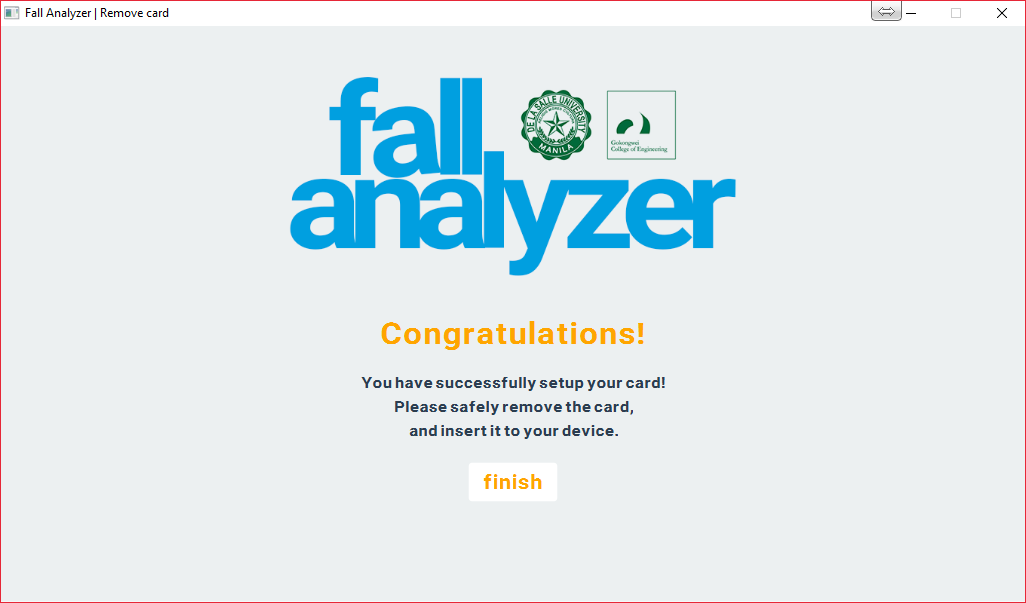 Fall Analyzer | Remove card
fall
analyzer
DE LA SALLE UNIVERSITY
MANILA
Gokongwei
College of Engineering
Congratulations!
You have successfully setup your card!
Please safely remove the card,
and insert it to your device.
finish